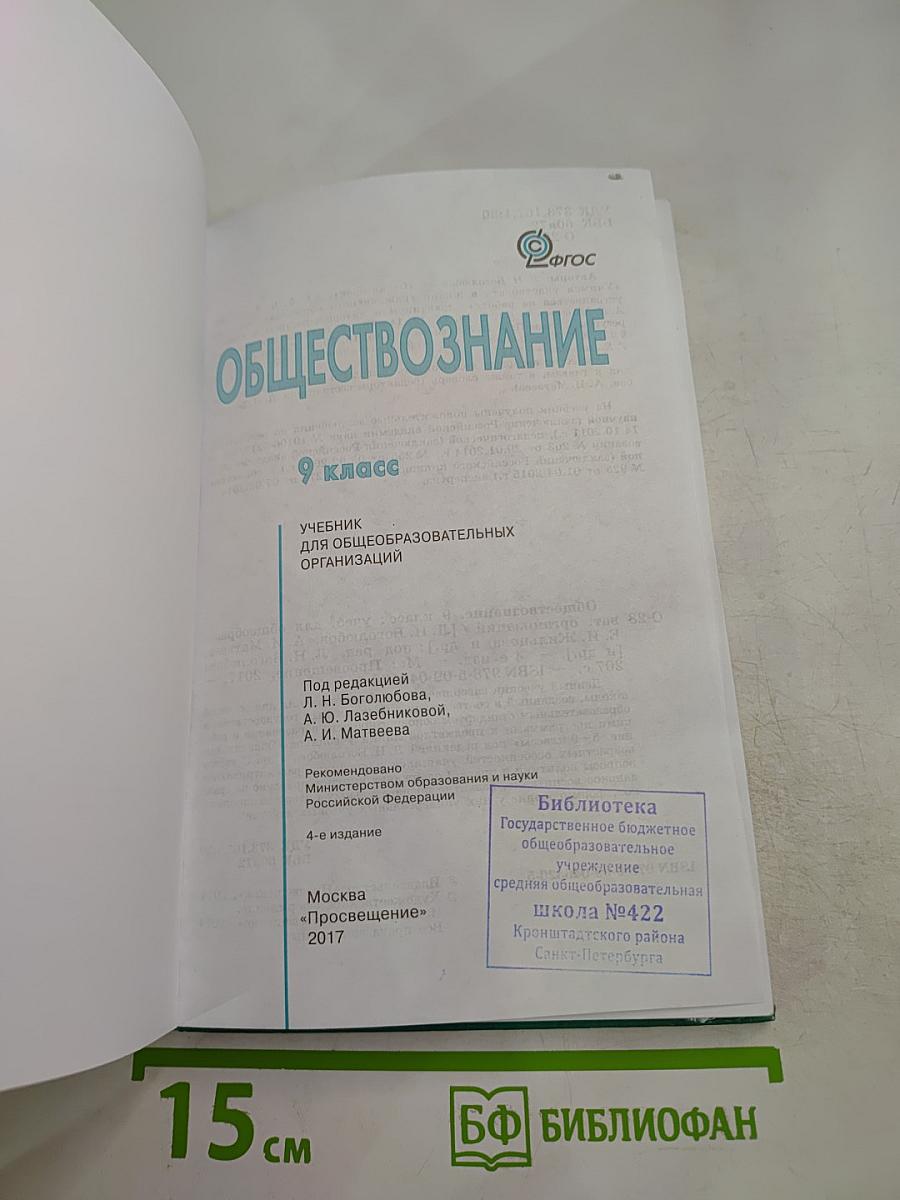 ФГОС
ОБЩЕСТВОЗНАНИЕ
9 класс
УЧЕБНИК
ДЛЯ ОБЩЕОБРАЗОВАТЕЛЬНЫХ
ОРГАНИЗАЦИЙ
Под редакцией
Л. Н. Боголюбова,
А. Ю. Лазебниковой,
А. И. Матвеева
Рекомендовано
Министерством образования и науки
Российской Федерации
4-е издание
Москва
«Просвещение»
2017
Библиотека
Государственное бюджетное
общеобразовательное
учреждение
средняя общеобразовательная
школа №422
Кронштадтского района
Санкт-Петербурга
15 см
БФ БИБЛИОФАН